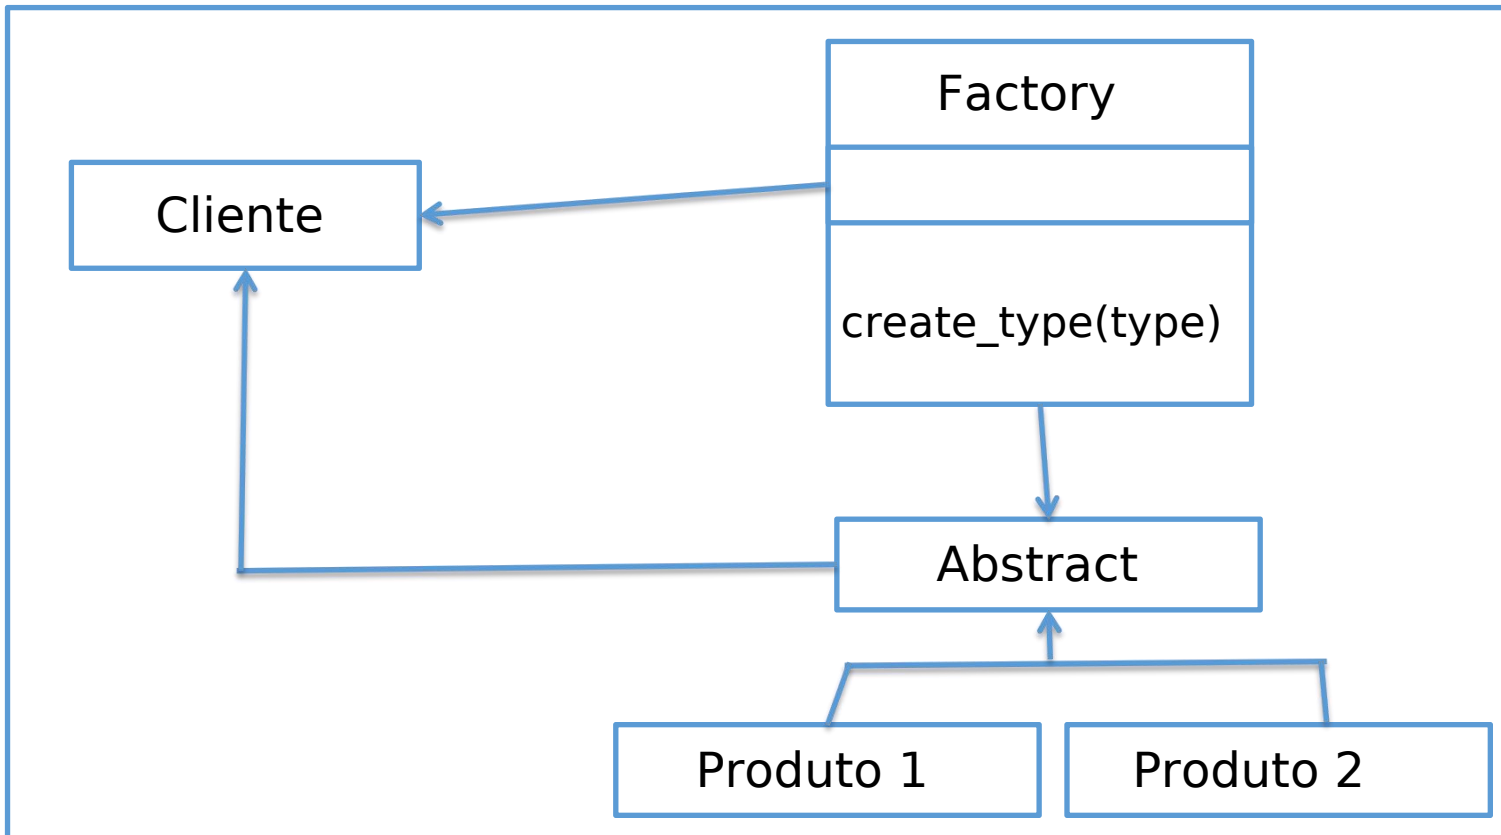 Factory
Cliente
create_type(type)
Abstract
Produto 1
Produto 2